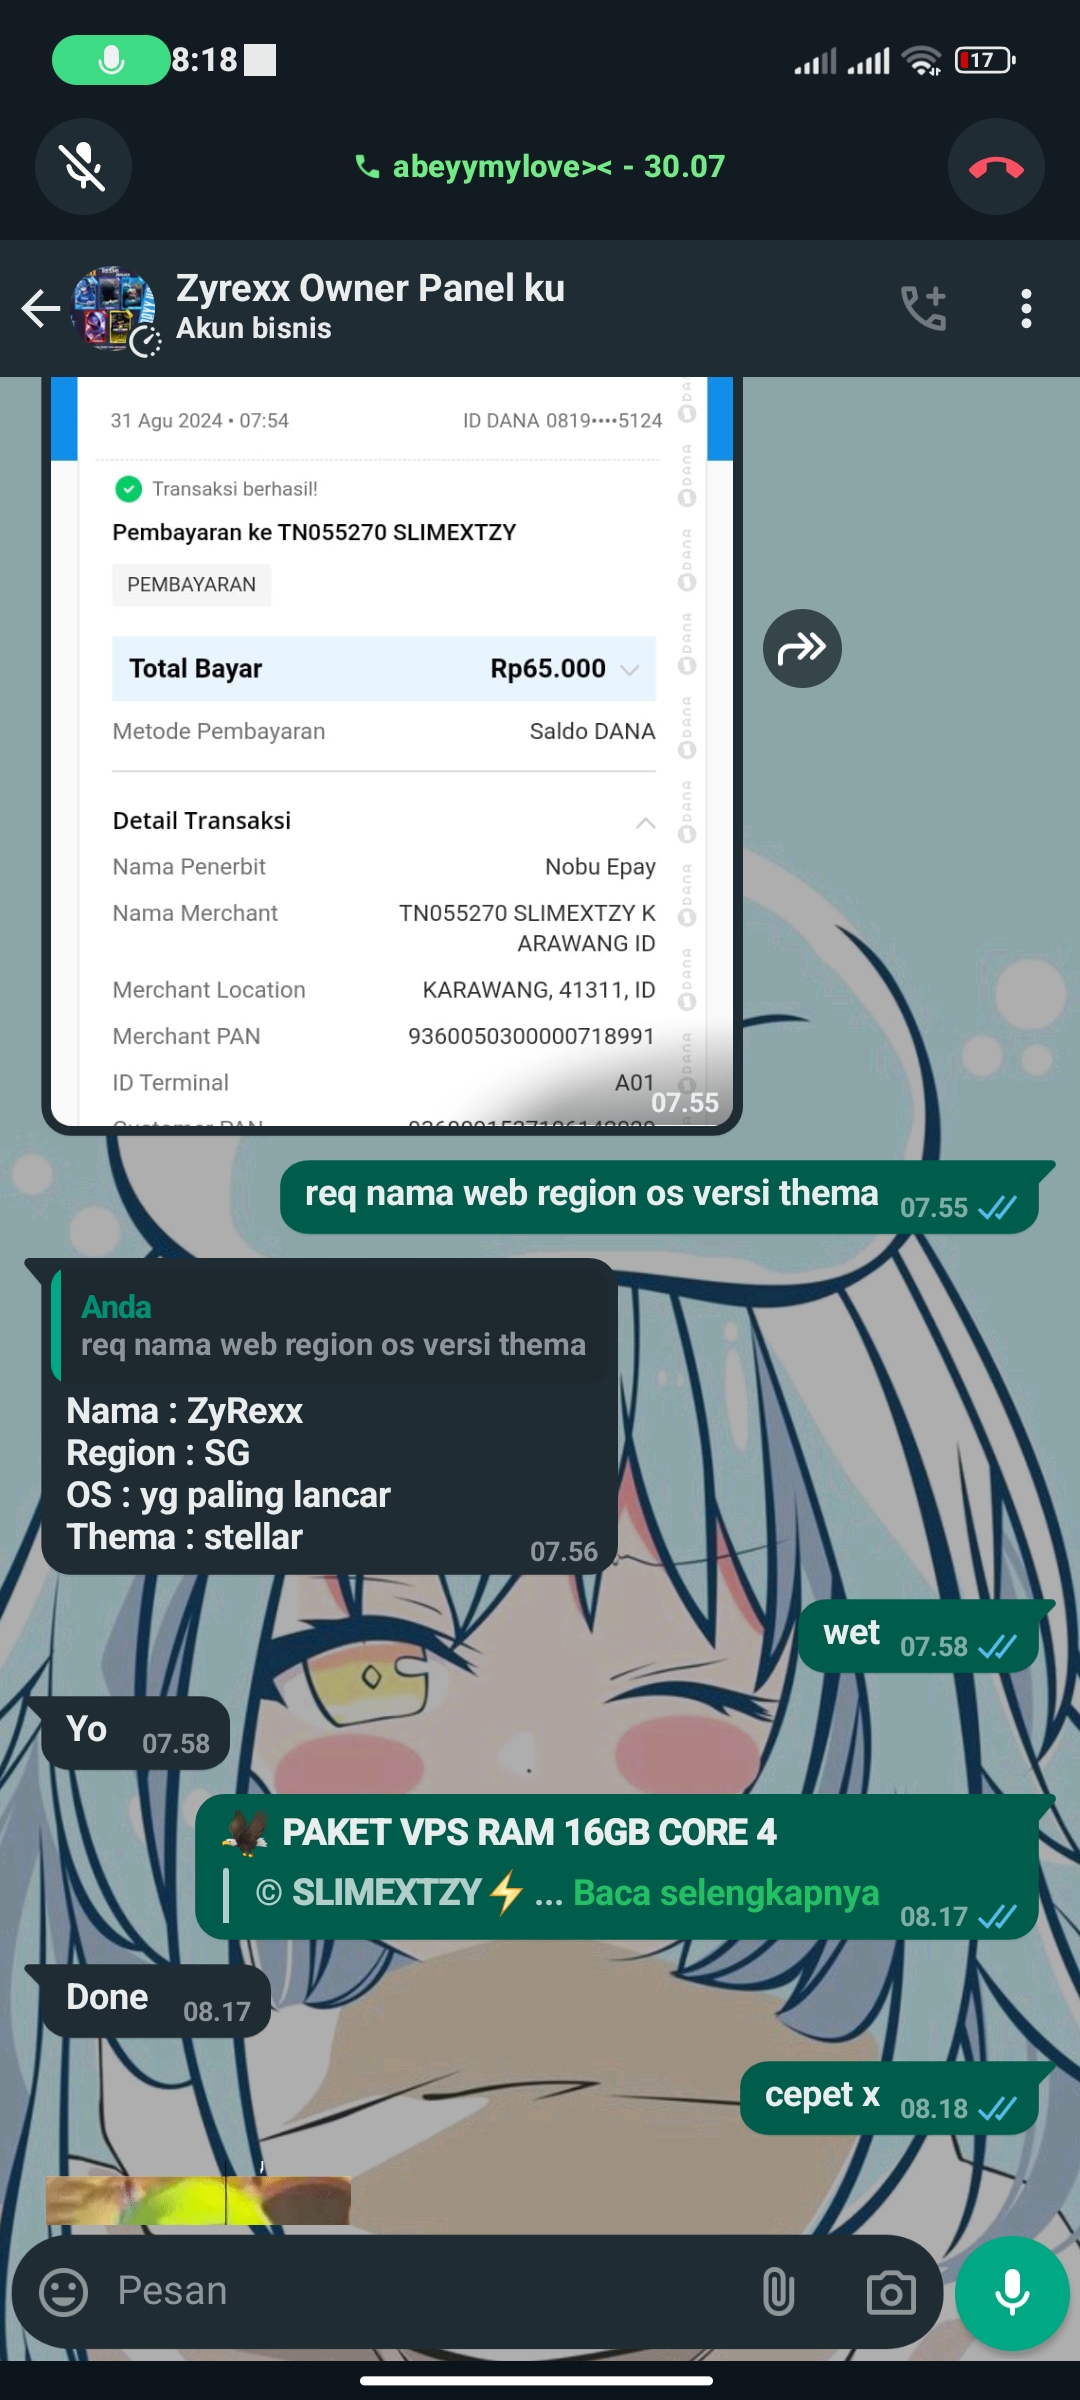 8:18
17
abeyymylove>< - 30.07
Zyrexx Owner Panel ku
Akun bisnis
31 Agu 2024 • 07:54 ID DANA 0819••••5124
Transaksi berhasil!
Pembayaran ke TN055270 SLIMEXTZY
PEMBAYARAN
Total Bayar Rp65.000
Metode Pembayaran Saldo DANA
Detail Transaksi
Nama Penerbit Nobu Epay
Nama Merchant TN055270 SLIMEXTZY K
ARAWANG ID
Merchant Location KARAWANG, 41311, ID
Merchant PAN 9360050300000718991
ID Terminal A01
07.55
DANA
req nama web region os versi thema 07.55
Anda
req nama web region os versi thema
Nama : ZyRexx
Region : SG
OS : yg paling lancar
Thema : stellar
07.56
wet 07.58
Yo 07.58
PAKET VPS RAM 16GB CORE 4
© SLIMEXTZY⚡ ... Baca selengkapnya
08.17
Done 08.17
cepet x 08.18
Pesan